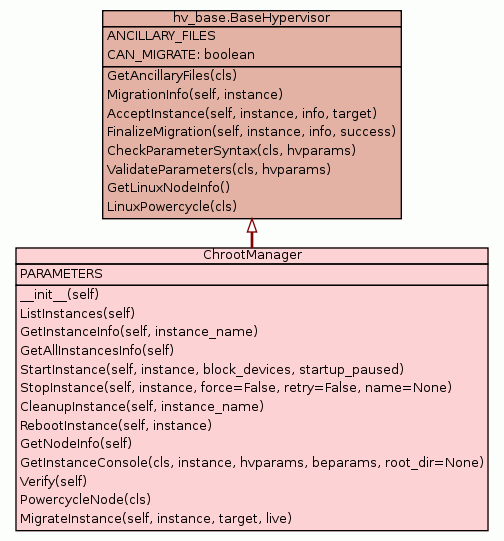 hv_base.BaseHypervisor
ANCILLARY_FILES
CAN_MIGRATE: boolean
GetAncillaryFiles(cls)
MigrationInfo(self, instance)
AcceptInstance(self, instance, info, target)
FinalizeMigration(self, instance, info, success)
CheckParameterSyntax(cls, hvparams)
ValidateParameters(cls, hvparams)
GetLinuxNodeInfo()
LinuxPowercycle(cls)
ChrootManager
PARAMETERS
__init__(self)
ListInstances(self)
GetInstanceInfo(self, instance_name)
GetAllInstancesInfo(self)
StartInstance(self, instance, block_devices, startup_paused)
StopInstance(self, instance, force=False, retry=False, name=None)
CleanupInstance(self, instance_name)
RebootInstance(self, instance)
GetNodeInfo(self)
GetInstanceConsole(cls, instance, hvparams, beparams, root_dir=None)
Verify(self)
PowercycleNode(cls)
MigrateInstance(self, instance, target, live)